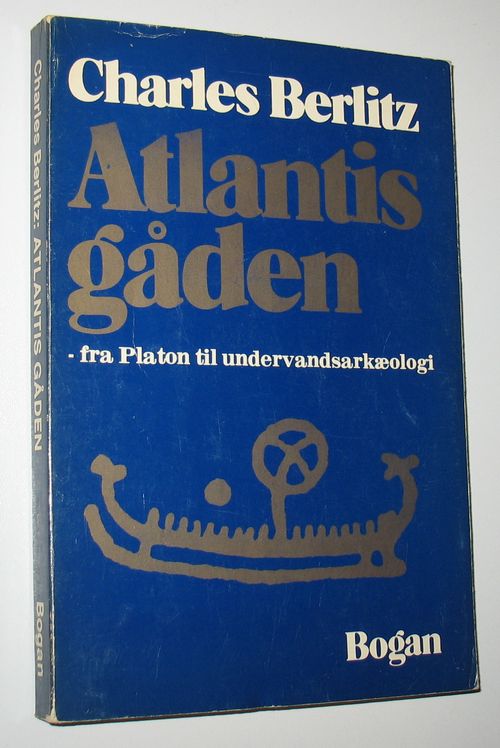 Charles Berlitz
Atlantis
gåden
- fra Platon til undervandsarkæologi
Bogan
Charles Berlitz: ATLANTIS GÅDEN
Bogan